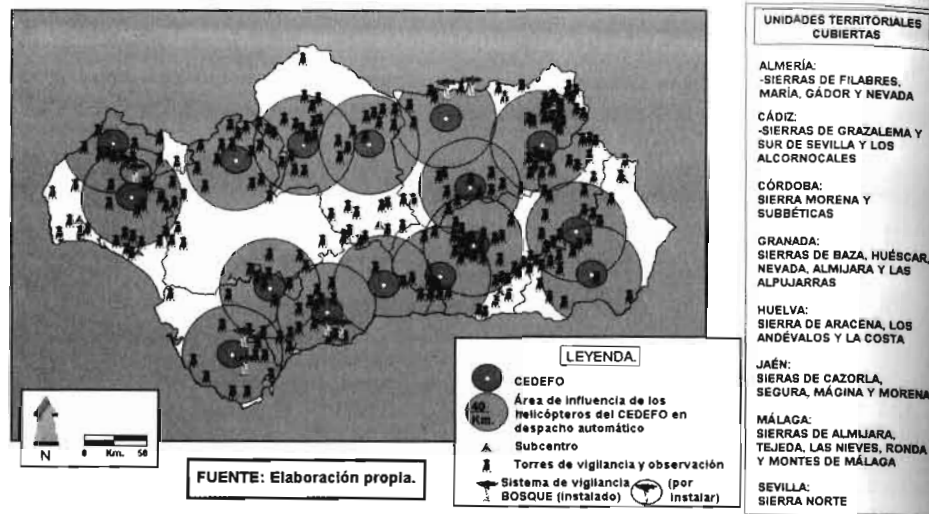 UNIDADES TERRITORIALES
CUBIERTAS
ALMERÍA:
-SIERRAS DE FILABRES,
MARÍA, GÁDOR Y NEVADA
CÁDIZ:
-SIERRAS DE GRAZALEMA Y
SUR DE SEVILLA Y LOS
ALCORNOCALES
CÓRDOBA:
SIERRA MORENA Y
SUBBÉTICAS
GRANADA:
SIERRAS DE BAZA, HUÉSCAR,
NEVADA, ALMIJARA Y LAS
ALPUJARRAS
HUELVA:
SIERRA DE ARACENA, LOS
ANDÉVALOS Y LA COSTA
JAÉN:
SIERAS DE CAZORLA,
SEGURA, MÁGINA Y MORENA
MÁLAGA:
SIERRAS DE ALMIJARA,
TEJEDA, LAS NIEVES, RONDA
Y MONTES DE MÁLAGA
SEVILLA:
SIERRA NORTE
LEYENDA.
CEDEFO
40
Km.
Área de influencia de los
helicópteros del CEDEFO en
despacho automático
Subcentro
Torres de vigilancia y observación
Sistema de vigilancia
BOSQUE (instalado)
(por
instalar)
N
0 Km. 50
FUENTE: Elaboración propia.